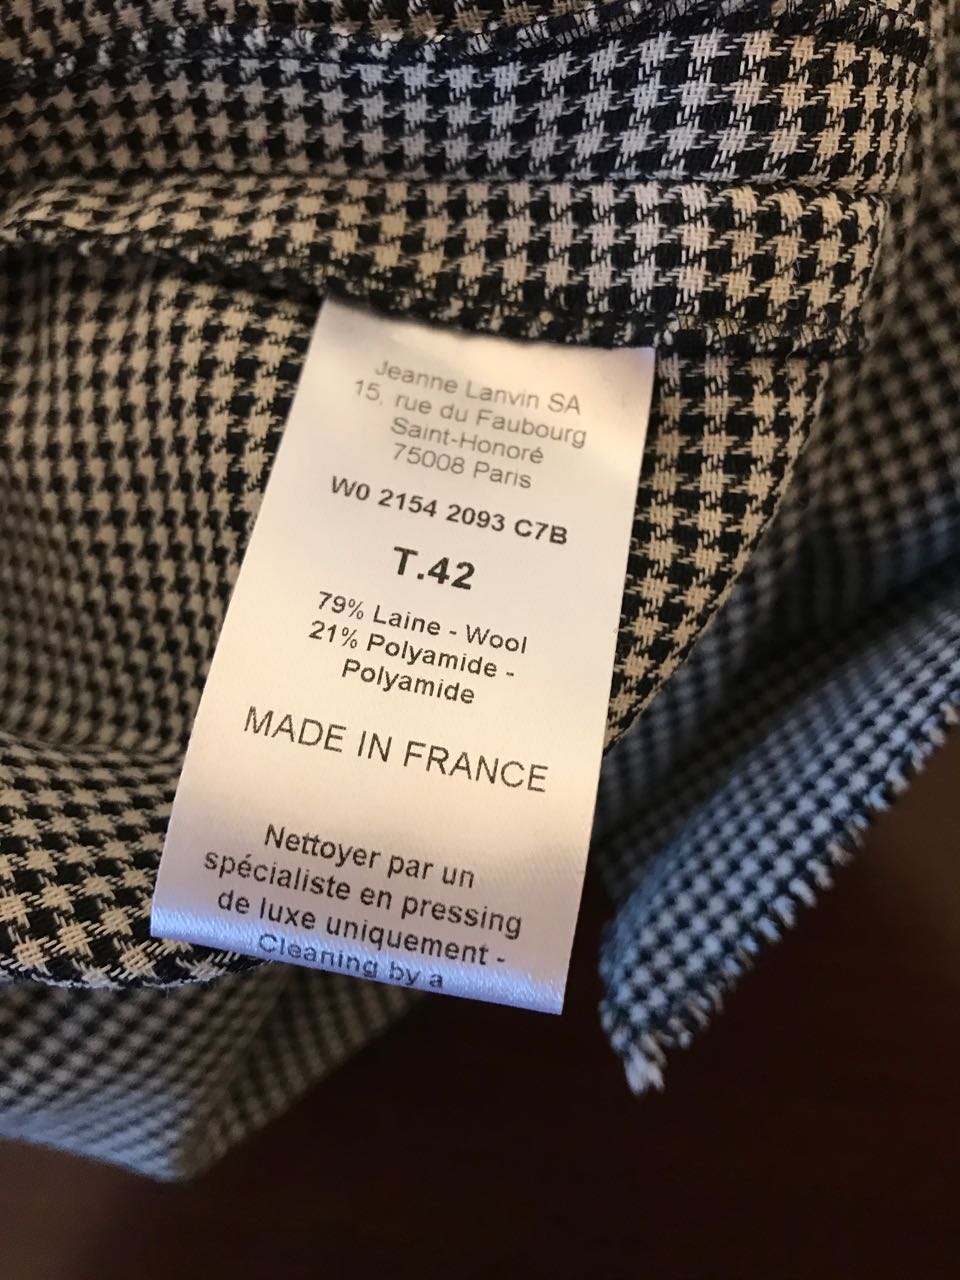 Jeanne Lanvin SA
15, rue du Faubourg
Saint-Honoré
75008 Paris
W0 2154 2093 C7B
T.42
79% Laine - Wool
21% Polyamide -
Polyamide
MADE IN FRANCE
Nettoyer par un
spécialiste en pressing
de luxe uniquement -
Cleaning by a